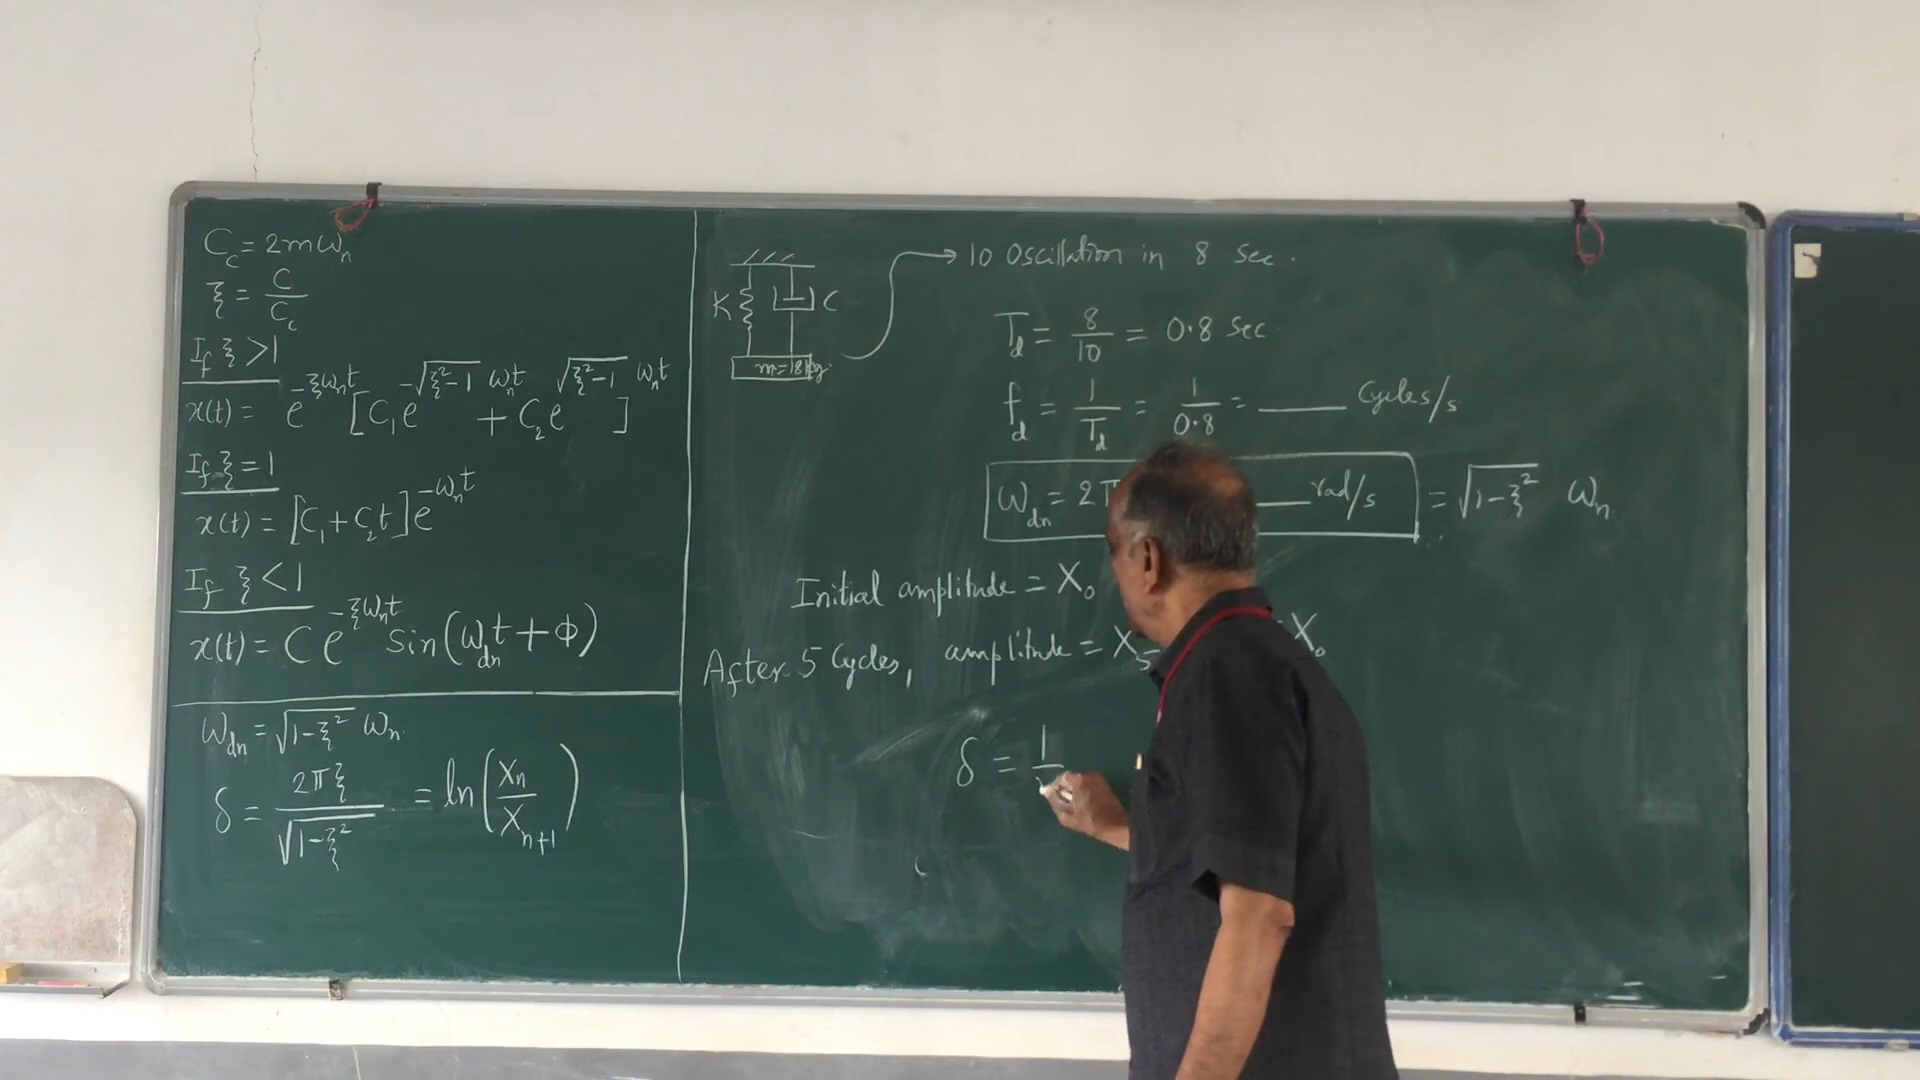 C_c = 2mω_n
ξ = C/C_c
If ξ > 1
x(t) = e^{-ξω_n t} [C_1 e^{-√(ξ²-1) ω_n t} + C_2 e^{√(ξ²-1) ω_n t}]
If ξ = 1
x(t) = [C_1 + C_2 t] e^{-ω_n t}
If ξ < 1
x(t) = C e^{-ξω_n t} sin(ω_dn t + Φ)
ω_dn = √(1-ξ²) ω_n
δ = 2πξ/√(1-ξ²) = ln(X_n/X_{n+1})
K C
m=18kg
→ 10 Oscillation in 8 Sec.
T_d = 8/10 = 0.8 Sec
f_d = 1/T_d = 1/0.8 = ____ Cycles/s
ω_dn = 2π ____ rad/s = √(1-ξ²) ω_n
Initial amplitude = X_0
After 5 Cycles, amplitude = X_5 X_0
δ = 1